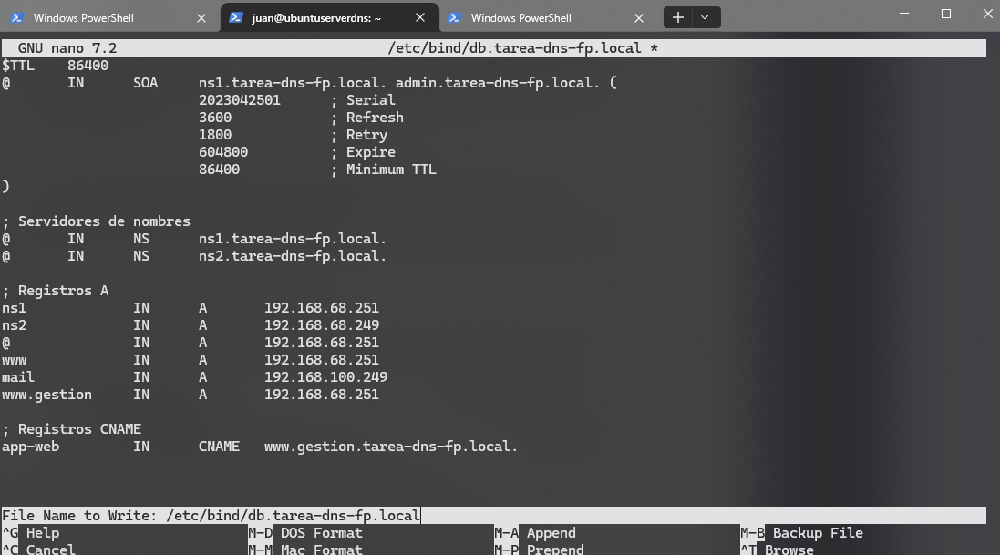 Windows PowerShell
juan@ubuntuserverdns: ~
Windows PowerShell
GNU nano 7.2 /etc/bind/db.tarea-dns-fp.local *
$TTL 86400
@ IN SOA ns1.tarea-dns-fp.local. admin.tarea-dns-fp.local. (
2023042501 ; Serial
3600 ; Refresh
1800 ; Retry
604800 ; Expire
86400 ; Minimum TTL
)
; Servidores de nombres
@ IN NS ns1.tarea-dns-fp.local.
@ IN NS ns2.tarea-dns-fp.local.
; Registros A
ns1 IN A 192.168.68.251
ns2 IN A 192.168.68.249
@ IN A 192.168.68.251
www IN A 192.168.68.251
mail IN A 192.168.100.249
www.gestion IN A 192.168.68.251
; Registros CNAME
app-web IN CNAME www.gestion.tarea-dns-fp.local.
File Name to Write: /etc/bind/db.tarea-dns-fp.local
^G Help M-D DOS Format M-A Append M-B Backup File
^C Cancel M-M Mac Format M-P Prepend ^T Browse